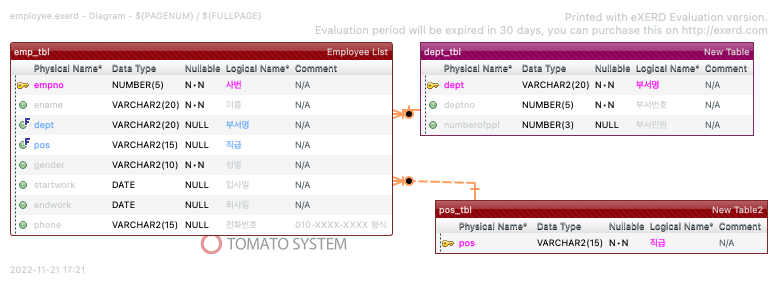 employee.exerd - Diagram - ${PAGENUM} / ${FULLPAGE}
Printed with eXERD Evaluation version.
Evaluation period will be expired in 30 days, you can purchase this on http://exerd.com
emp_tbl Employee List
Physical Name* Data Type Nullable Logical Name* Comment
empno NUMBER(5) N•N 사번 N/A
ename VARCHAR2(20) N•N 이름 N/A
F dept VARCHAR2(20) NULL 부서명 N/A
F pos VARCHAR2(15) NULL 직급 N/A
gender VARCHAR2(10) N•N 성별 N/A
startwork DATE NULL 입사일 N/A
endwork DATE NULL 퇴사일 N/A
phone VARCHAR2(15) NULL 전화번호 010-XXXX-XXXX 형식
dept_tbl New Table
Physical Name* Data Type Nullable Logical Name* Comment
dept VARCHAR2(20) N•N 부서명 N/A
deptno NUMBER(5) N•N 부서번호 N/A
numberofppl NUMBER(3) NULL 부서인원 N/A
pos_tbl New Table2
Physical Name* Data Type Nullable Logical Name* Comment
pos VARCHAR2(15) N•N 직급 N/A
TOMATO SYSTEM
2022-11-21 17:21